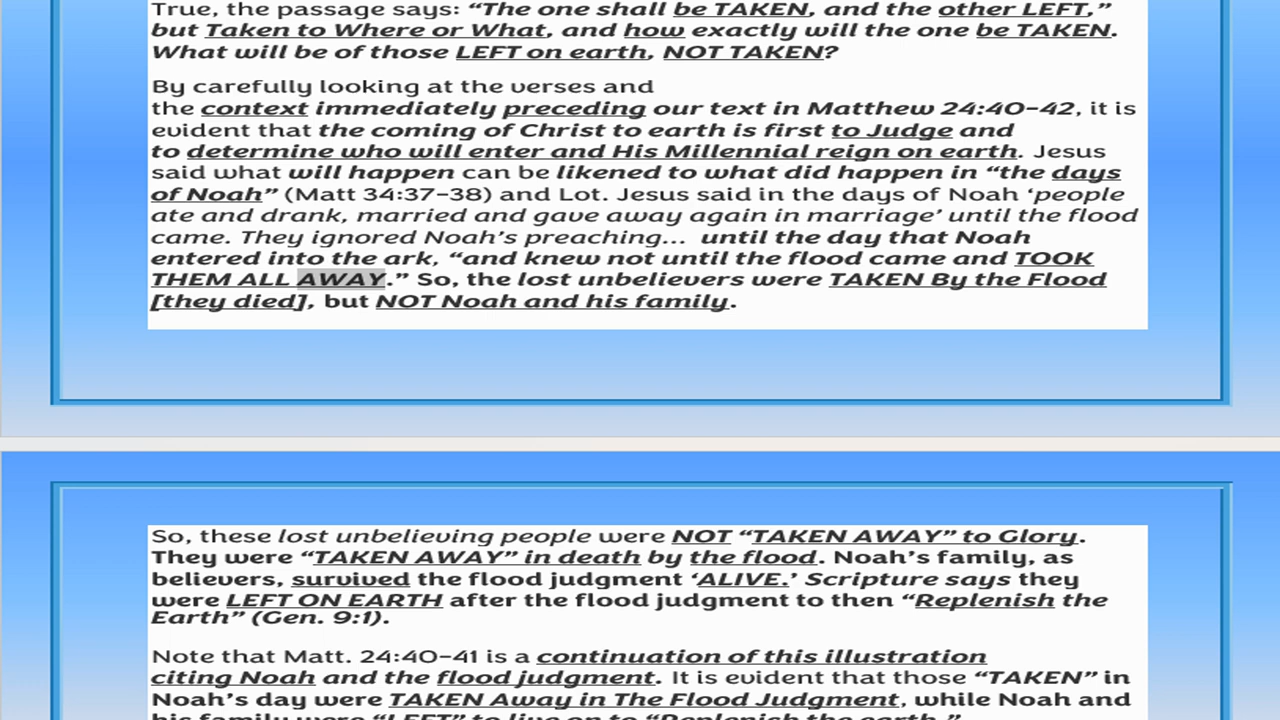 True, the passage says: “The one shall be TAKEN, and the other LEFT,”
but Taken to Where or What, and how exactly will the one be TAKEN.
What will be of those LEFT on earth, NOT TAKEN?
By carefully looking at the verses and
the context immediately preceding our text in Matthew 24:40–42, it is
evident that the coming of Christ to earth is first to Judge and
to determine who will enter and His Millennial reign on earth. Jesus
said what will happen can be likened to what did happen in “the days
of Noah” (Matt 34:37–38) and Lot. Jesus said in the days of Noah ‘people
ate and drank, married and gave away again in marriage’ until the flood
came. They ignored Noah’s preaching… until the day that Noah
entered into the ark, “and knew not until the flood came and TOOK
THEM ALL AWAY.” So, the lost unbelievers were TAKEN By the Flood
[they died], but NOT Noah and his family.
So, these lost unbelieving people were NOT “TAKEN AWAY” to Glory.
They were “TAKEN AWAY” in death by the flood. Noah’s family, as
believers, survived the flood judgment ‘ALIVE.’ Scripture says they
were LEFT ON EARTH after the flood judgment to then “Replenish the
Earth” (Gen. 9:1).
Note that Matt. 24:40–41 is a continuation of this illustration
citing Noah and the flood judgment. It is evident that those “TAKEN” in
Noah’s day were TAKEN Away in The Flood Judgment, while Noah and
his family were “LEFT” to live on to “Replenish the earth.”